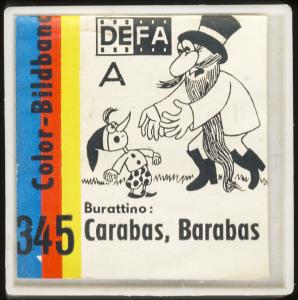 Color-Bildband
DEFA
A
345
Burattino:
Carabas, Barabas